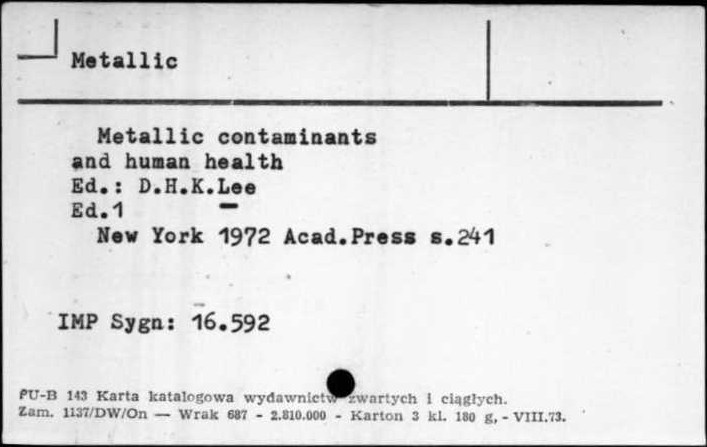 Metallic
Metallic contaminants
and human health
Ed.: D.H.K.Lee
Ed.1
New York 1972 Acad.Press s.241
IMP Sygn: 16.592
PU-B 143 Karta katalogowa wydawnictw zwartych i ciągłych.
Zam. 1137/DW/On — Wrak 687 - 2.810.000 - Karton 3 kl. 180 g, - VIII.73.